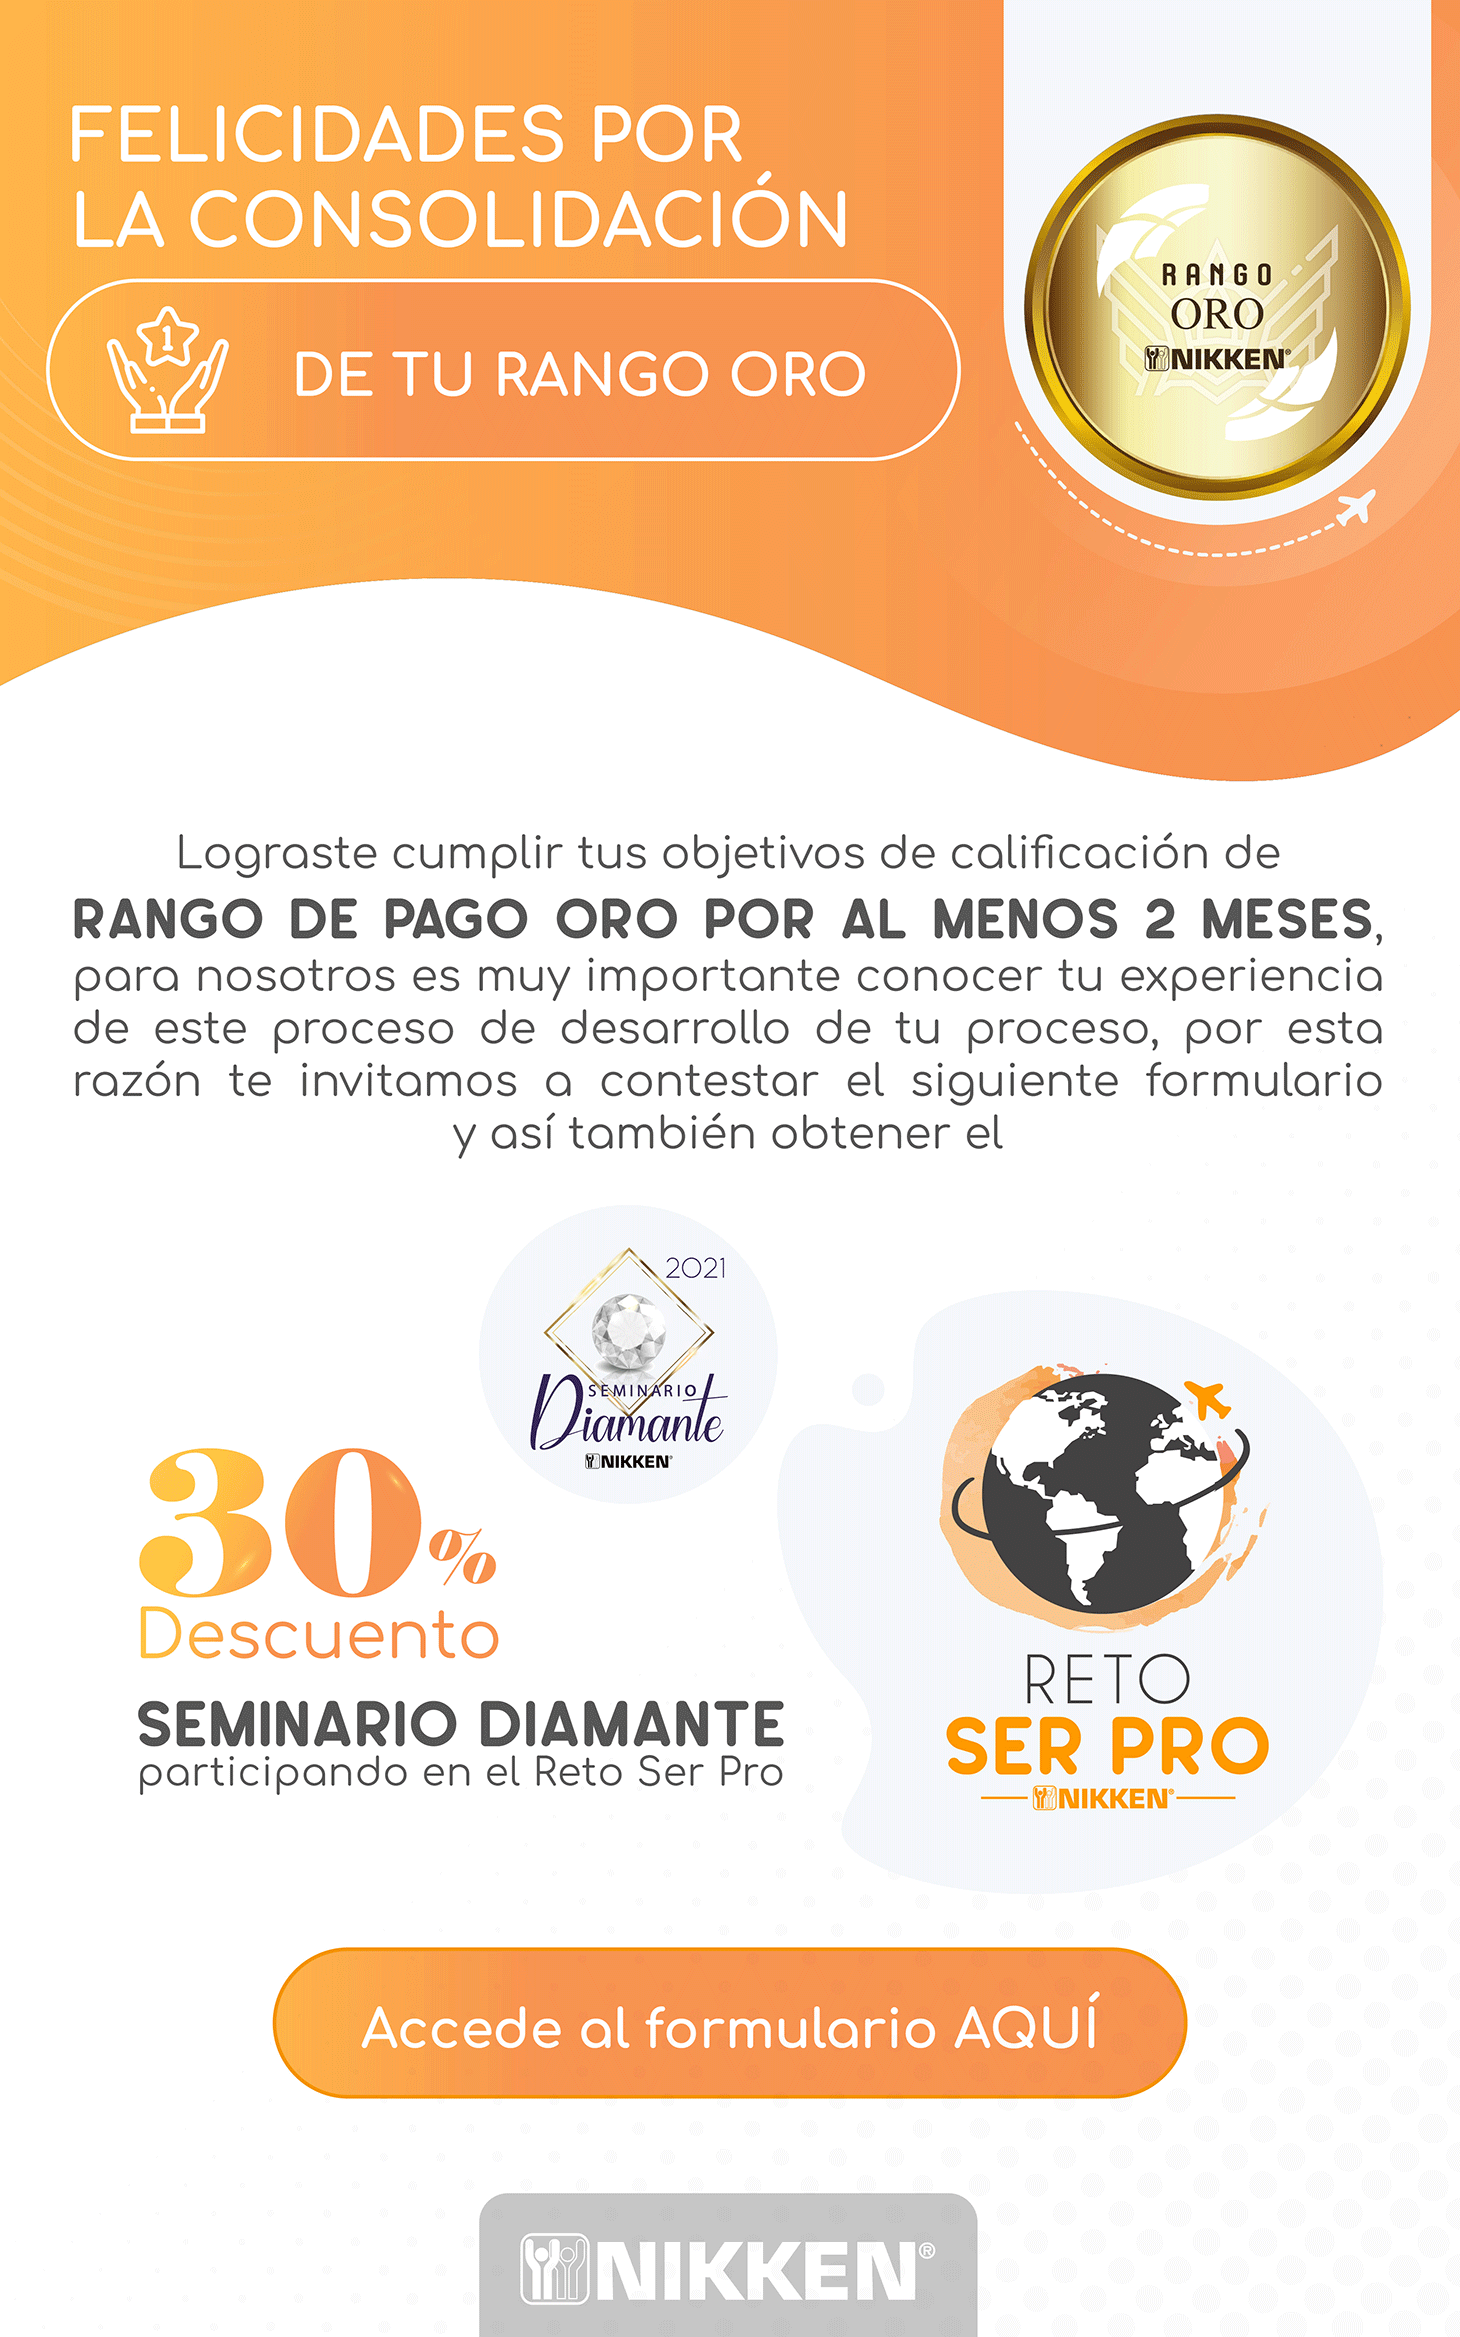 FELICIDADES POR
LA CONSOLIDACIÓN
1
DE TU RANGO ORO
RANGO
ORO
NIKKEN®
Lograste cumplir tus objetivos de calificación de
RANGO DE PAGO ORO POR AL MENOS 2 MESES,
para nosotros es muy importante conocer tu experiencia
de este proceso de desarrollo de tu proceso, por esta
razón te invitamos a contestar el siguiente formulario
y así también obtener el
2021
SEMINARIO
Diamante
NIKKEN®
30%
Descuento
SEMINARIO DIAMANTE
participando en el Reto Ser Pro
RETO
SER PRO
NIKKEN®
Accede al formulario AQUÍ
NIKKEN®